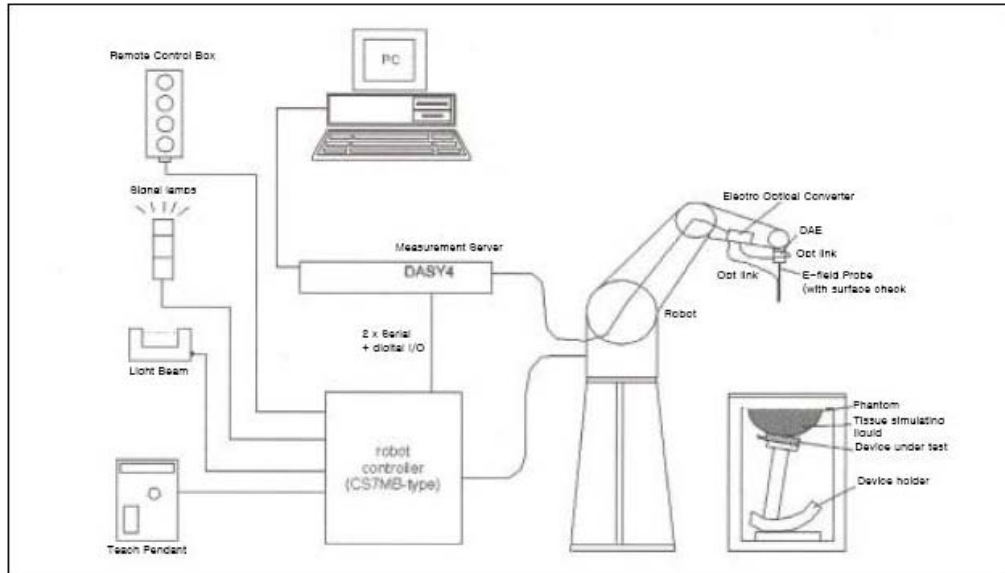 Remote Control Box
PC
Signal lamps
Electro Optical Converter
DAE
Opt link
Measurement Server
DASY4
Opt link
E-field Probe
(with surface check
Robot
2 x Serial
+ digital I/O
Light Beam
Phantom
Tissue simulating
liquid
Device under test
robot
controller
(CS7MB-type)
Device holder
Teach Pendant